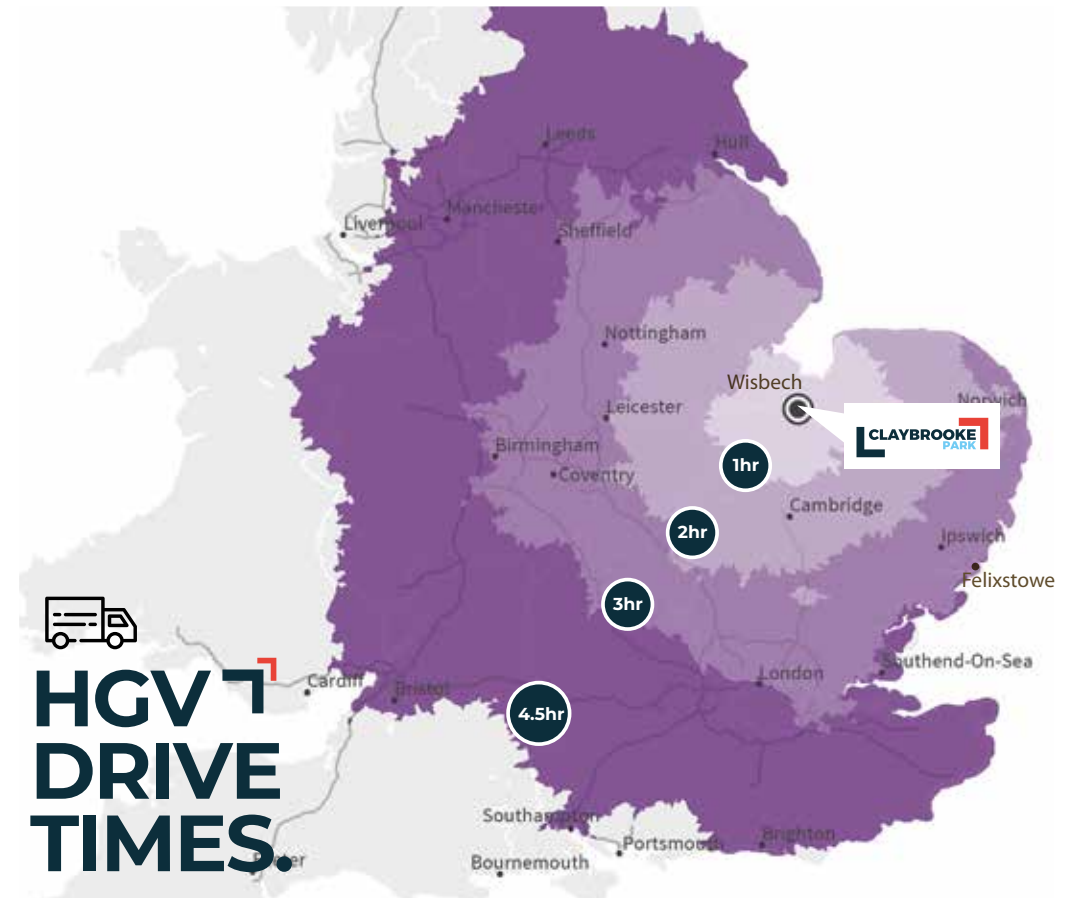 Leeds
Hull
Manchester
Liverpool
Sheffield
Nottingham
Wisbech
Leicester
Norwich
CLAYBROOKE
PARK
Birmingham
1hr
Coventry
Cambridge
2hr
Ipswich
Felixstowe
3hr
Southend-On-Sea
London
Cardiff
Bristol
4.5hr
HGV
DRIVE
TIMES.
Southampton
Brighton
Portsmouth
Bournemouth
Exeter